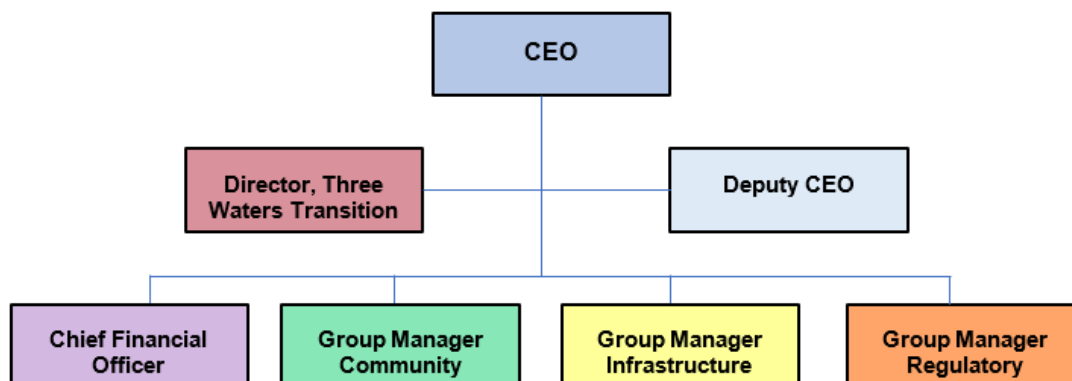 CEO
Director, Three
Waters Transition
Deputy CEO
Chief Financial
Officer
Group Manager
Community
Group Manager
Infrastructure
Group Manager
Regulatory